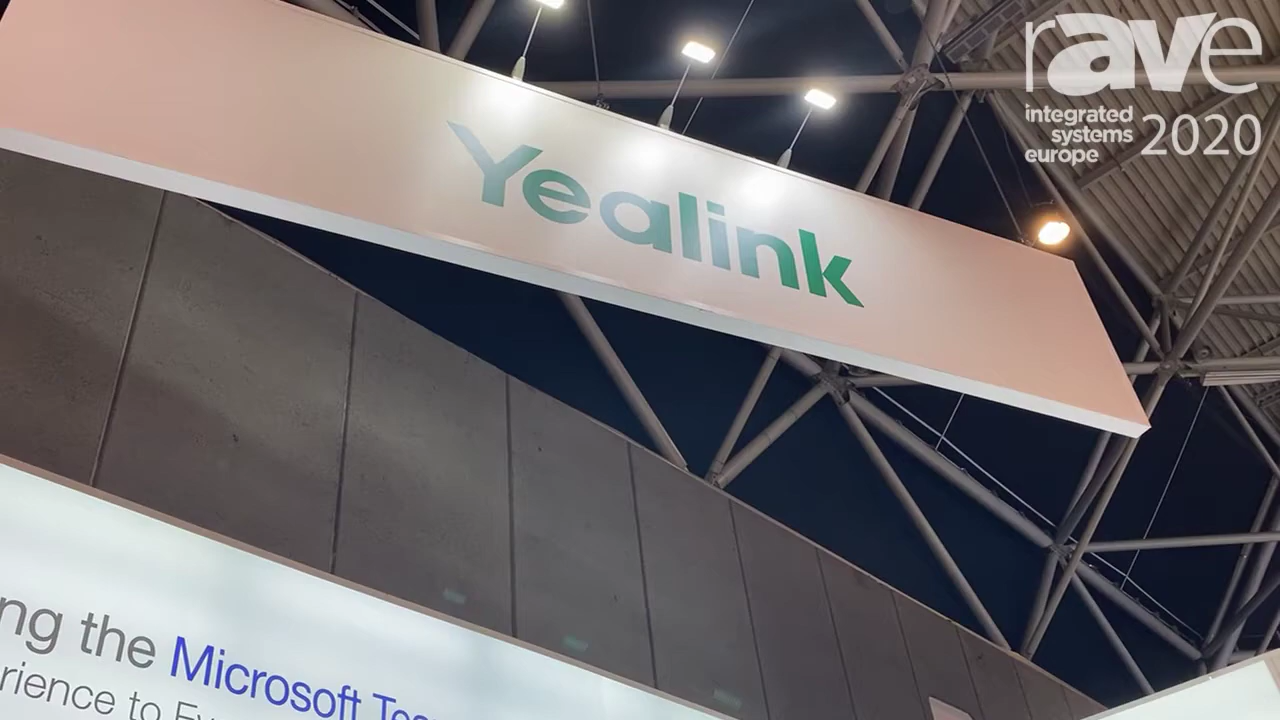 rAVe
integrated
systems
europe
2020
Yealink
ng the Microsoft
rience to